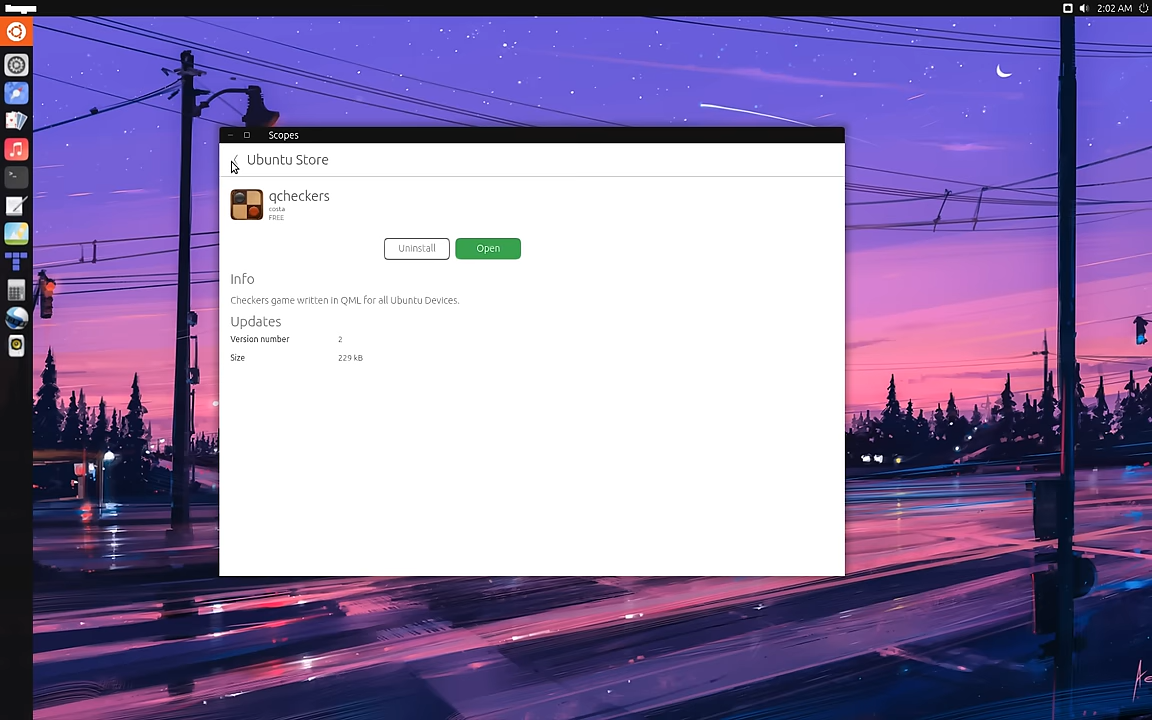 2:02 AM
Scopes
Ubuntu Store
qcheckers
costa
FREE
Uninstall
Open
Info
Checkers game written in QML for all Ubuntu Devices.
Updates
Version number 2
Size 229 kB